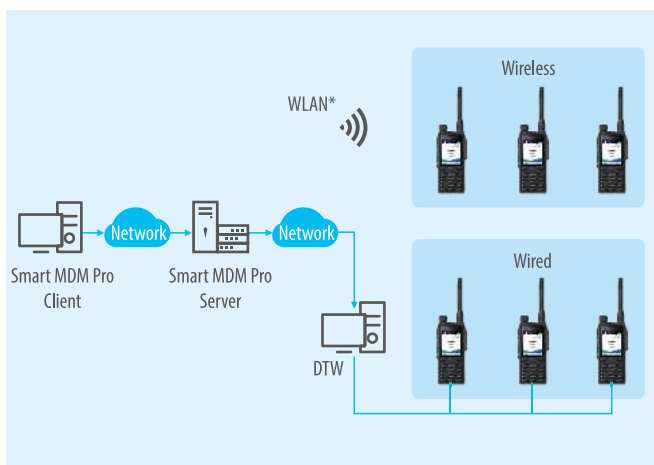 Wireless
WLAN*
Network
Network
Smart MDM Pro
Client
Smart MDM Pro
Server
Wired
DTW